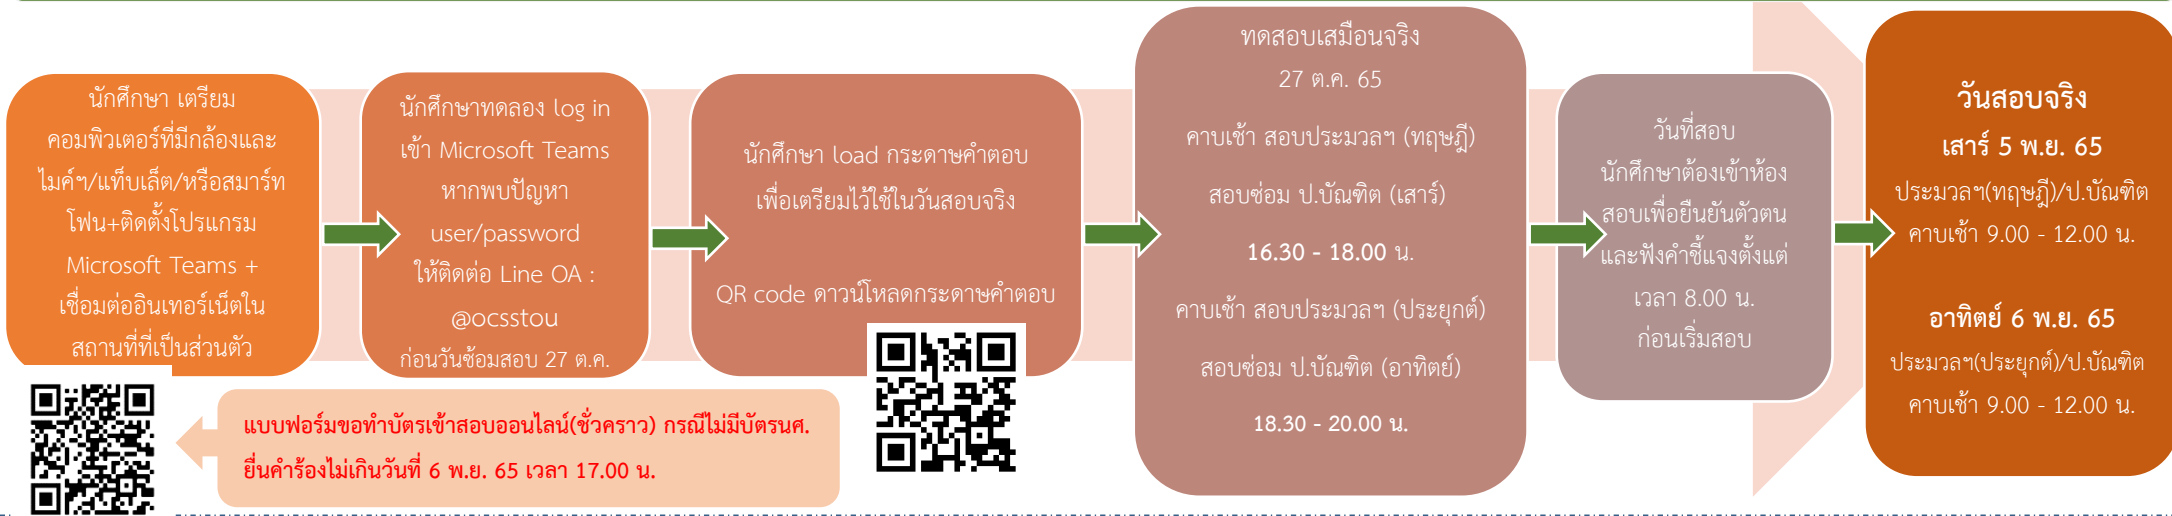 นักศึกษา เตรียม
คอมพิวเตอร์ที่มีกล้องและ
ไมค์ฯ/แท็บเล็ต/หรือสมาร์ท
โฟน+ติดตั้งโปรแกรม
Microsoft Teams +
เชื่อมต่ออินเทอร์เน็ตใน
สถานที่ที่เป็นส่วนตัว
นักศึกษาทดลอง log in
เข้า Microsoft Teams
หากพบปัญหา
user/password
ให้ติดต่อ Line OA :
@ocsstou
ก่อนวันซ้อมสอบ 27 ต.ค.
นักศึกษา load กระดาษคำตอบ
เพื่อเตรียมไว้ใช้ในวันสอบจริง
QR code ดาวน์โหลดกระดาษคำตอบ
ทดสอบเสมือนจริง
27 ต.ค. 65
คาบเช้า สอบประมวลฯ (ทฤษฎี)
สอบซ่อม ป.บัณฑิต (เสาร์)
16.30 - 18.00 น.
คาบเช้า สอบประมวลฯ (ประยุกต์)
สอบซ่อม ป.บัณฑิต (อาทิตย์)
18.30 - 20.00 น.
วันที่สอบ
นักศึกษาต้องเข้าห้อง
สอบเพื่อยืนยันตัวตน
และฟังคำชี้แจงตั้งแต่
เวลา 8.00 น.
ก่อนเริ่มสอบ
วันสอบจริง
เสาร์ 5 พ.ย. 65
ประมวลฯ(ทฤษฎี)/ป.บัณฑิต
คาบเช้า 9.00 - 12.00 น.
อาทิตย์ 6 พ.ย. 65
ประมวลฯ(ประยุกต์)/ป.บัณฑิต
คาบเช้า 9.00 - 12.00 น.
แบบฟอร์มขอทำบัตรเข้าสอบออนไลน์(ชั่วคราว) กรณีไม่มีบัตรนศ.
ยื่นคำร้องไม่เกินวันที่ 6 พ.ย. 65 เวลา 17.00 น.